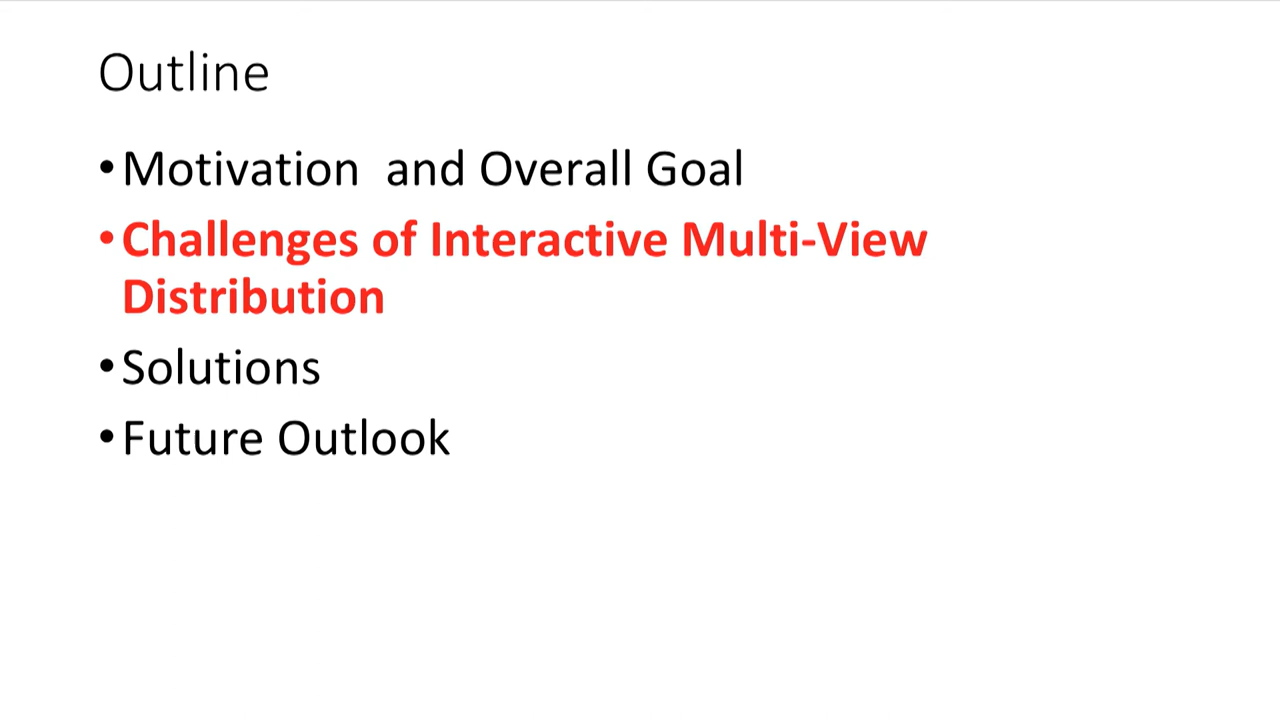 Outline
•Motivation  and Overall Goal
•Challenges of Interactive Multi-View
Distribution
•Solutions
•Future Outlook